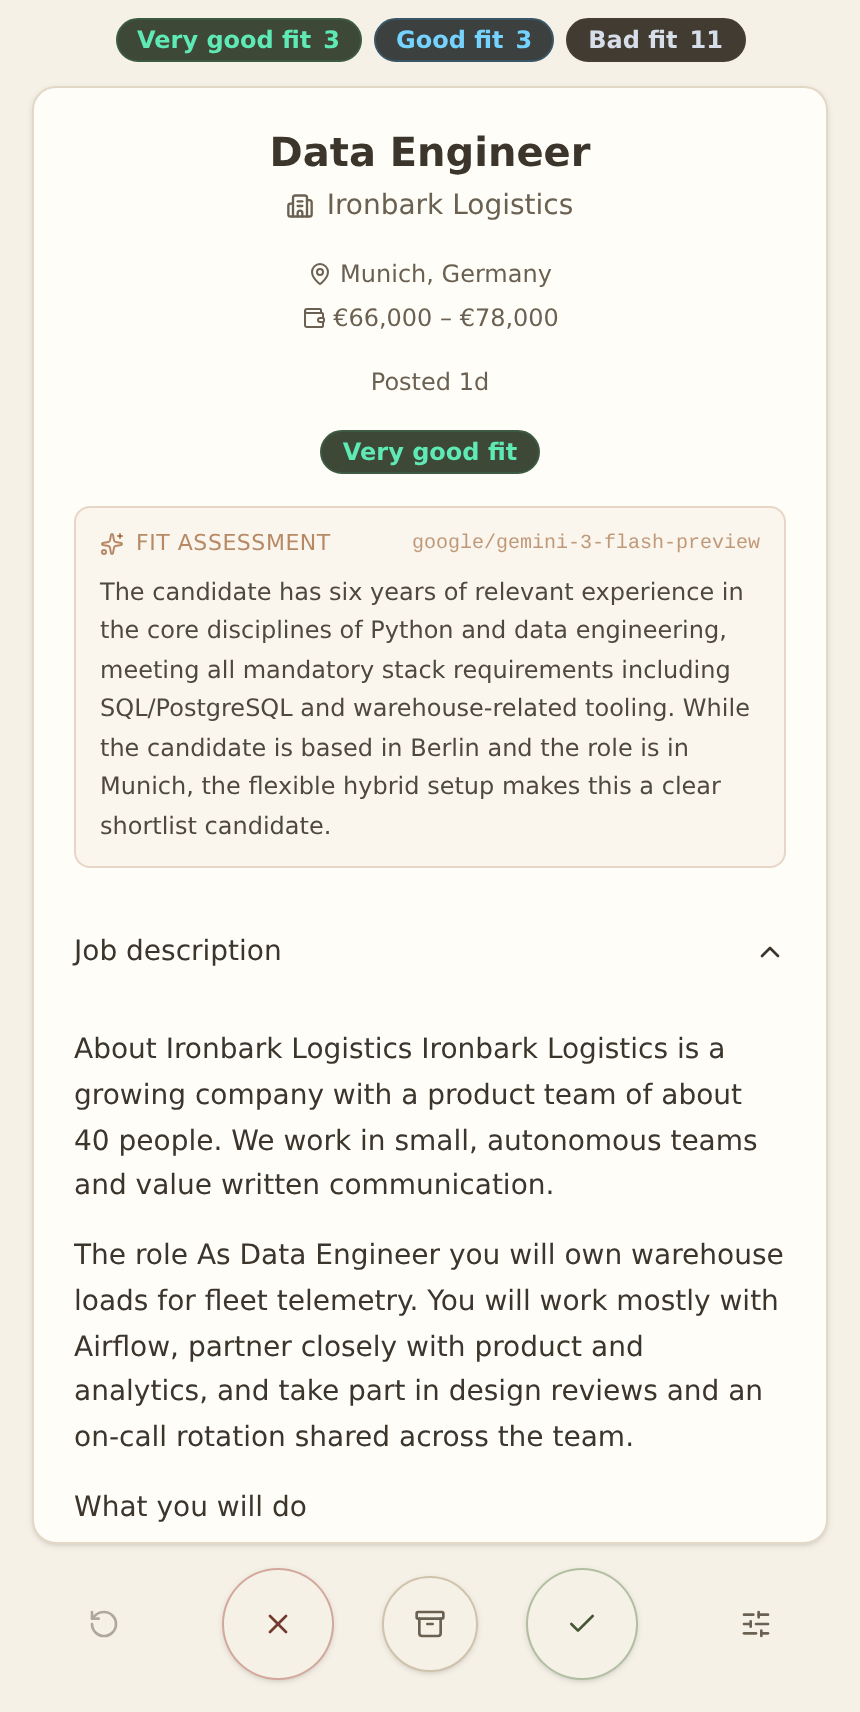 Very good fit 3
Good fit 3
Bad fit 11
Data Engineer
Ironbark Logistics
Munich, Germany
€66,000 – €78,000
Posted 1d
Very good fit
FIT ASSESSMENT
google/gemini-3-flash-preview
The candidate has six years of relevant experience in
the core disciplines of Python and data engineering,
meeting all mandatory stack requirements including
SQL/PostgreSQL and warehouse-related tooling. While
the candidate is based in Berlin and the role is in
Munich, the flexible hybrid setup makes this a clear
shortlist candidate.
Job description
About Ironbark Logistics Ironbark Logistics is a
growing company with a product team of about
40 people. We work in small, autonomous teams
and value written communication.
The role As Data Engineer you will own warehouse
loads for fleet telemetry. You will work mostly with
Airflow, partner closely with product and
analytics, and take part in design reviews and an
on-call rotation shared across the team.
What you will do